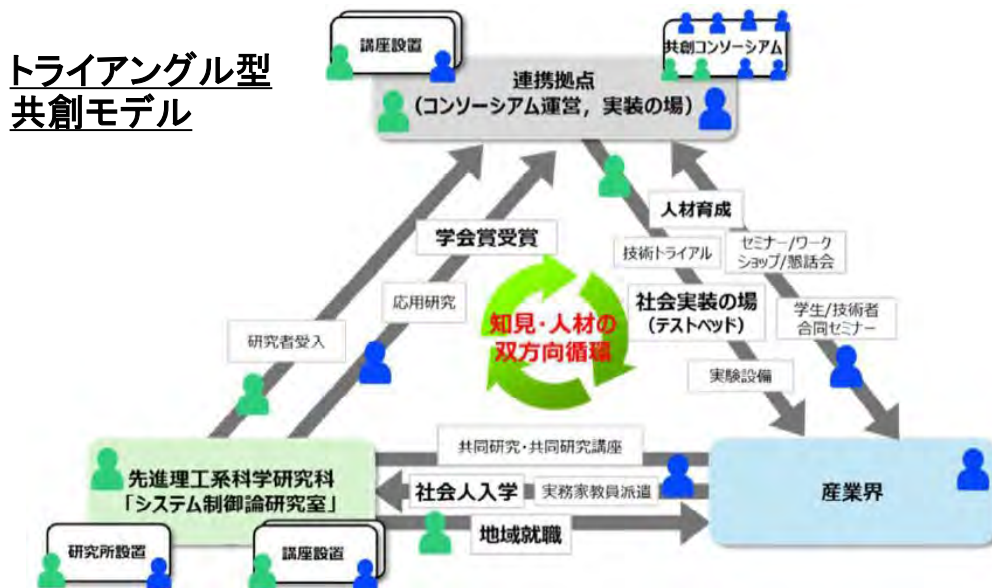 トライアングル型
共創モデル
講座設置
共創コンソーシアム
連携拠点
（コンソーシアム運営，実装の場）
人材育成
学会賞受賞
技術トライアル
セミナー/ワーク
ショップ/懇話会
応用研究
社会実装の場
（テストベッド）
学生/技術者
合同セミナー
知見・人材の
双方向循環
研究者受入
実験設備
共同研究・共同研究講座
先進理工系科学研究科
「システム制御論研究室」
社会人入学
実務家教員派遣
産業界
地域就職
研究所設置
講座設置